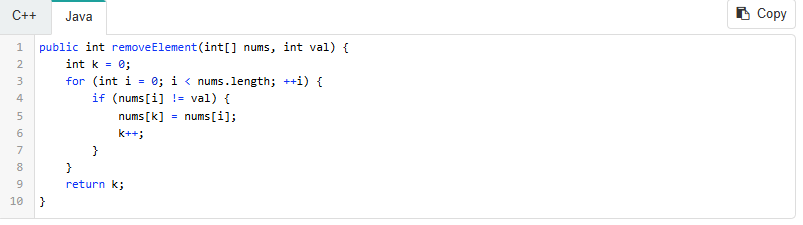 C++ Java Copy
1 public int removeElement(int[] nums, int val) {
2     int k = 0;
3     for (int i = 0; i < nums.length; ++i) {
4         if (nums[i] != val) {
5             nums[k] = nums[i];
6             k++;
7         }
8     }
9     return k;
10 }